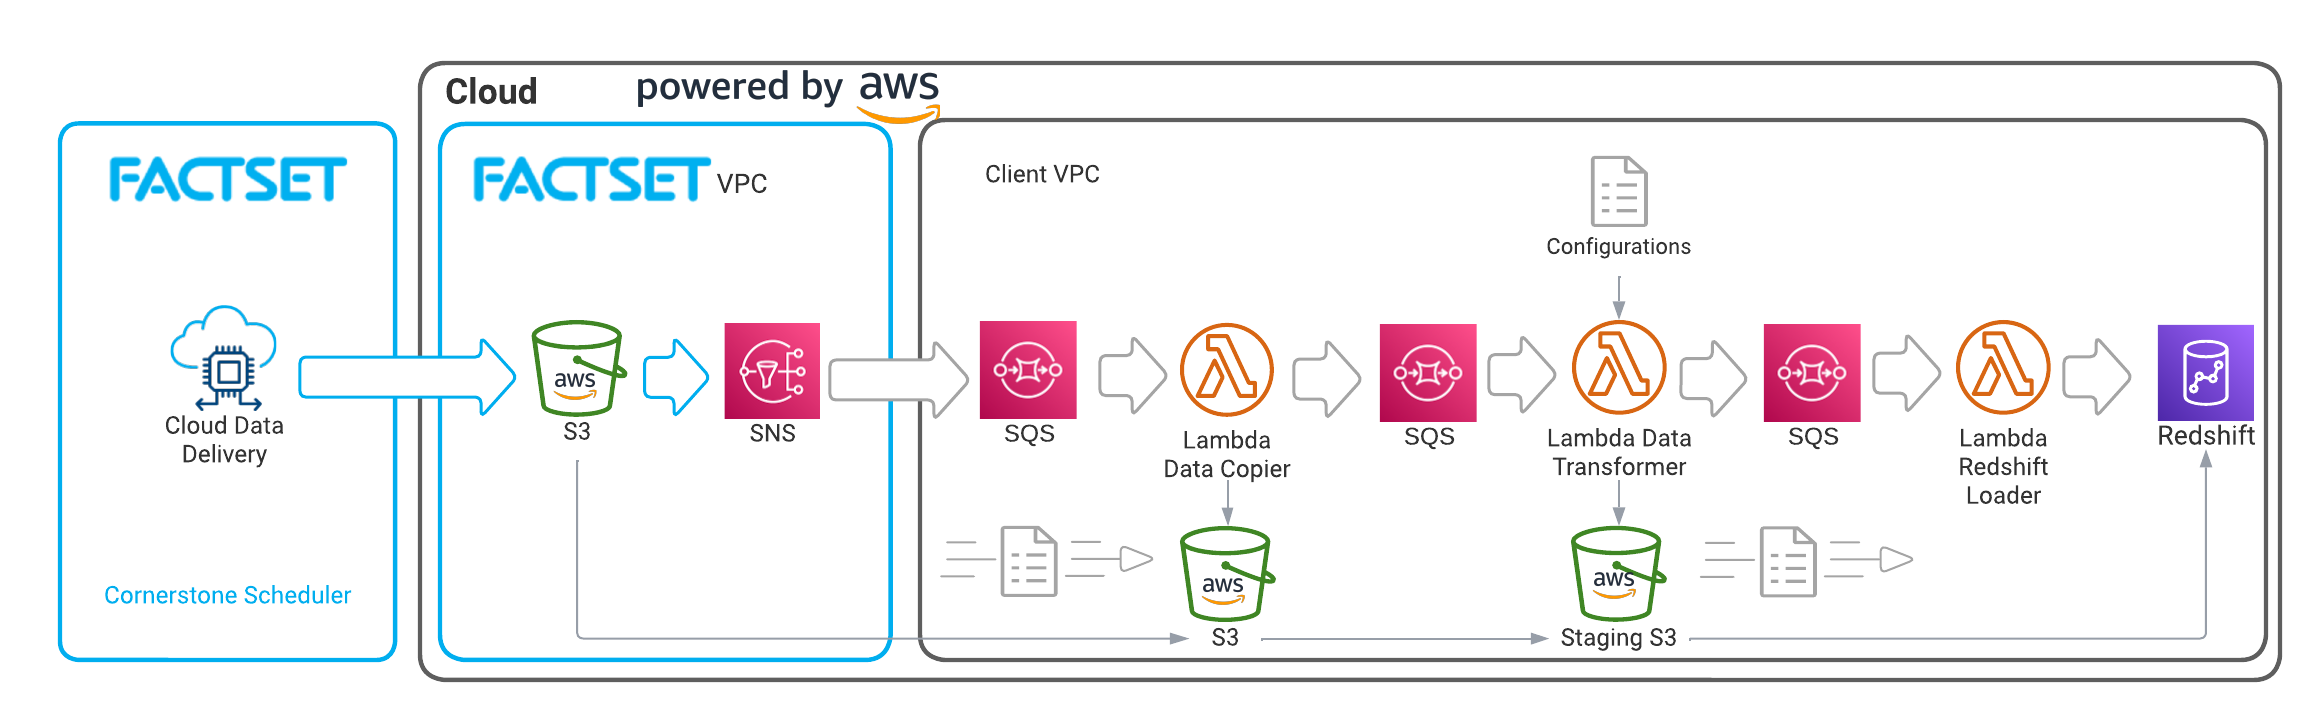 Cloud
powered by aws
FACTSET
FACTSET VPC
Client VPC
Configurations
Cloud Data
Delivery
aws
S3
SNS
SQS
Lambda
Data Copier
SQS
Lambda Data
Transformer
SQS
Lambda
Redshift
Loader
Redshift
Cornerstone Scheduler
aws
S3
aws
Staging S3